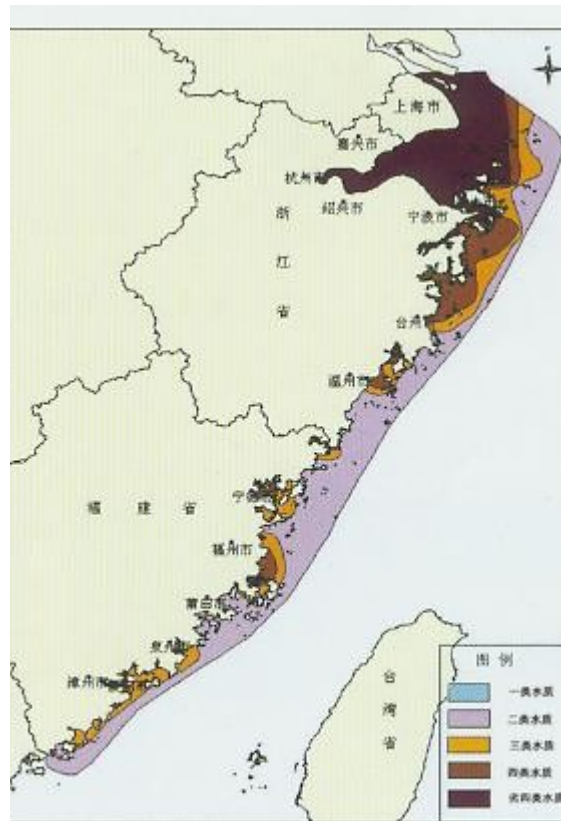 上海市
嘉兴市
杭州市
绍兴市
宁波市
浙
江
省
台州
温州市
宁德
福 建 省
福州市
莆田市
泉州
漳州市
台
湾
省
图 例
一类水质
二类水质
三类水质
四类水质
劣四类水质